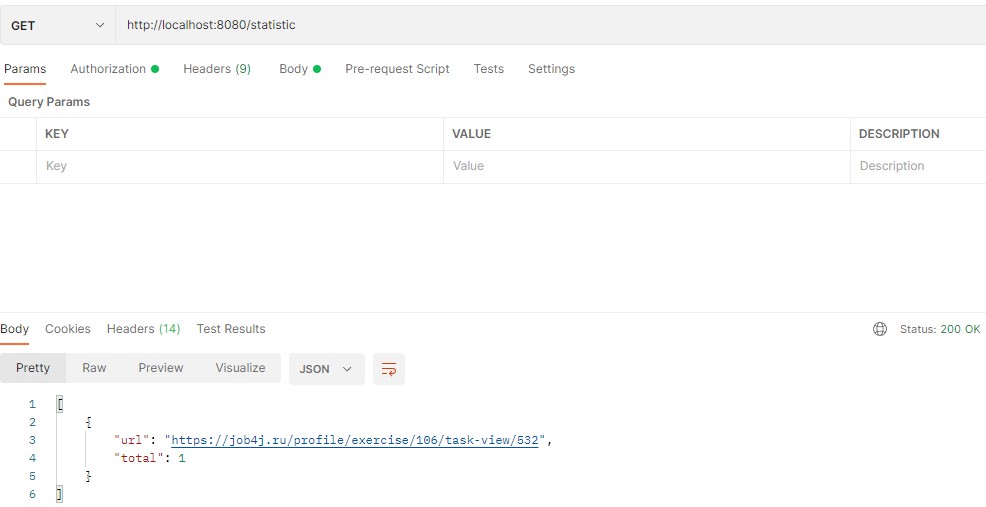 GET http://localhost:8080/statistic
Params Authorization Headers (9) Body Pre-request Script Tests Settings
Query Params
KEY VALUE DESCRIPTION
Key Value Description
Body Cookies Headers (14) Test Results Status: 200 OK
Pretty Raw Preview Visualize JSON
1 [
2 {
3 "url": "https://job4j.ru/profile/exercise/106/task-view/532",
4 "total": 1
5 }
6 ]